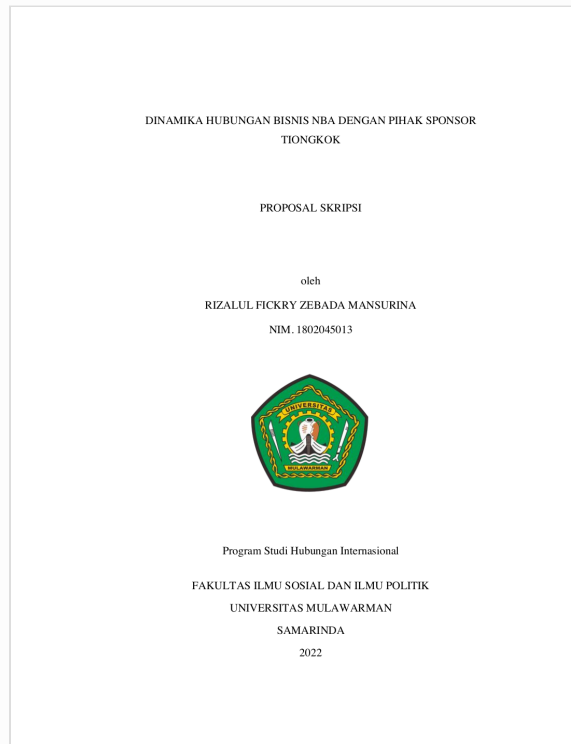 DINAMIKA HUBUNGAN BISNIS NBA DENGAN PIHAK SPONSOR
TIONGKOK
PROPOSAL SKRIPSI
oleh
RIZALUL FICKRY ZEBADA MANSURINA
NIM. 1802045013
UNIVERSITAS
MULAWARMAN
Program Studi Hubungan Internasional
FAKULTAS ILMU SOSIAL DAN ILMU POLITIK
UNIVERSITAS MULAWARMAN
SAMARINDA
2022